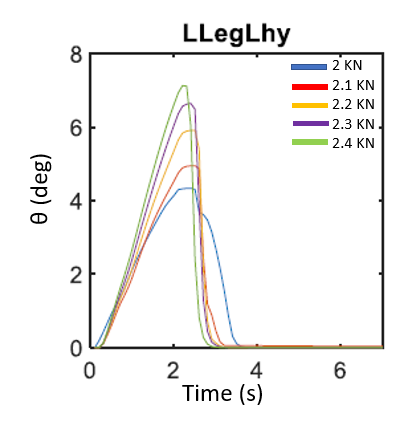 LLegLhy
8
6
4
2
0
θ (deg)
2 KN
2.1 KN
2.2 KN
2.3 KN
2.4 KN
0 2 4 6
Time (s)